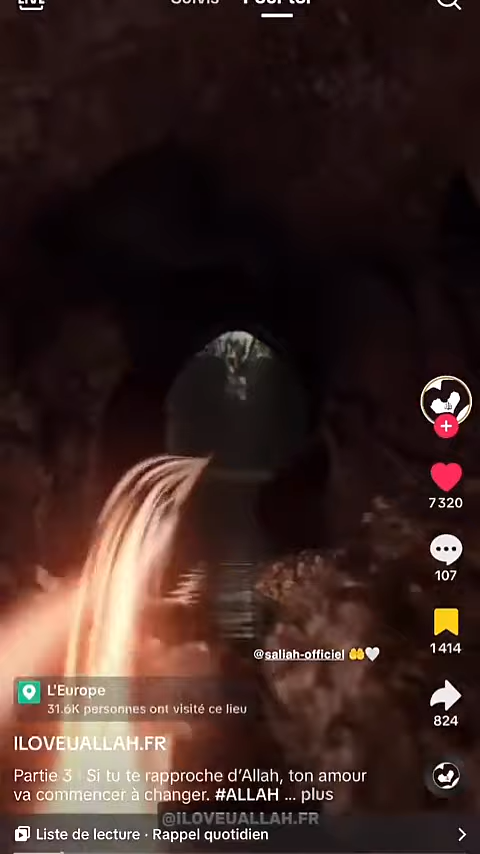 LIVE
Suivis Pour toi
7320
107
1414
824
@saliah-officiel 🤲🤍
L'Europe
31.6K personnes ont visité ce lieu
ILOVEUALLAH.FR
Partie 3 Si tu te rapproche d'Allah, ton amour
va commencer à changer. #ALLAH ... plus
@ILOVEUALLAH.FR
Liste de lecture · Rappel quotidien